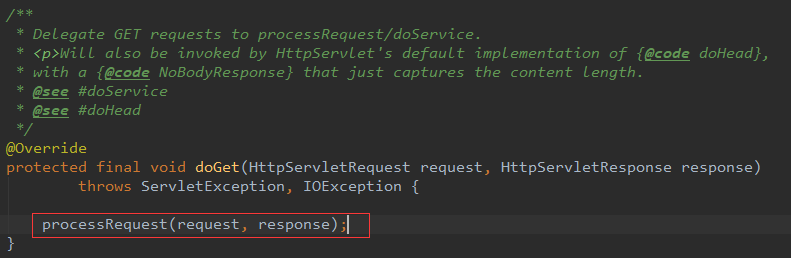 /**
 * Delegate GET requests to processRequest/doService.
 * <p>Will also be invoked by HttpServlet's default implementation of {@code doHead},
 * with a {@code NoBodyResponse} that just captures the content length.
 * @see #doService
 * @see #doHead
 */
@Override
protected final void doGet(HttpServletRequest request, HttpServletResponse response)
        throws ServletException, IOException {
    processRequest(request, response);
}